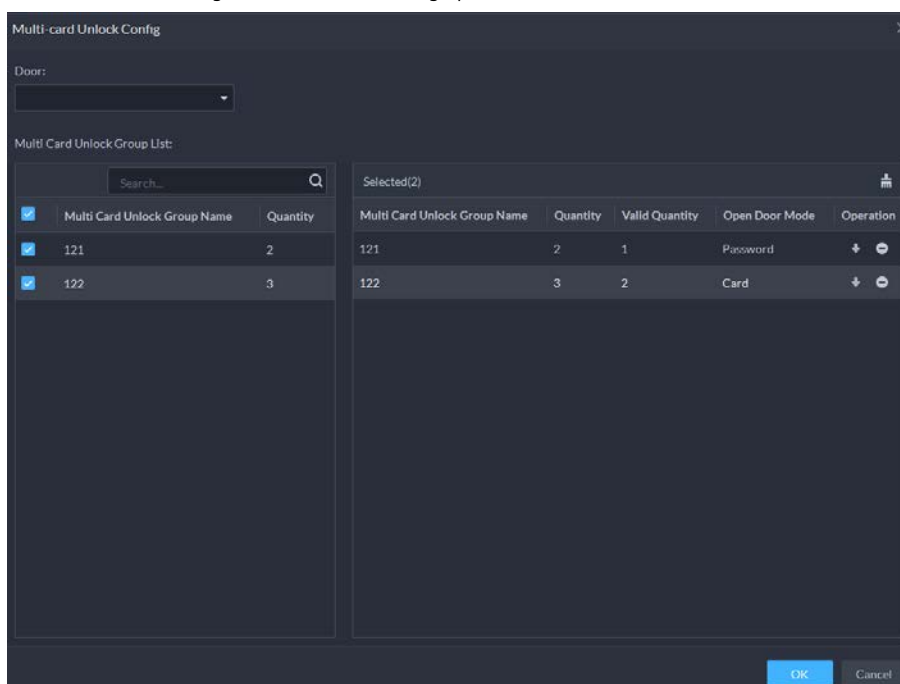 Multi-card Unlock Config
Door:
Multi Card Unlock Group List:
Search...
Selected(2)
Multi Card Unlock Group Name Quantity
Multi Card Unlock Group Name Quantity Valid Quantity Open Door Mode Operation
121 2
121 2 1 Password
122 3
122 3 2 Card
OK Cancel